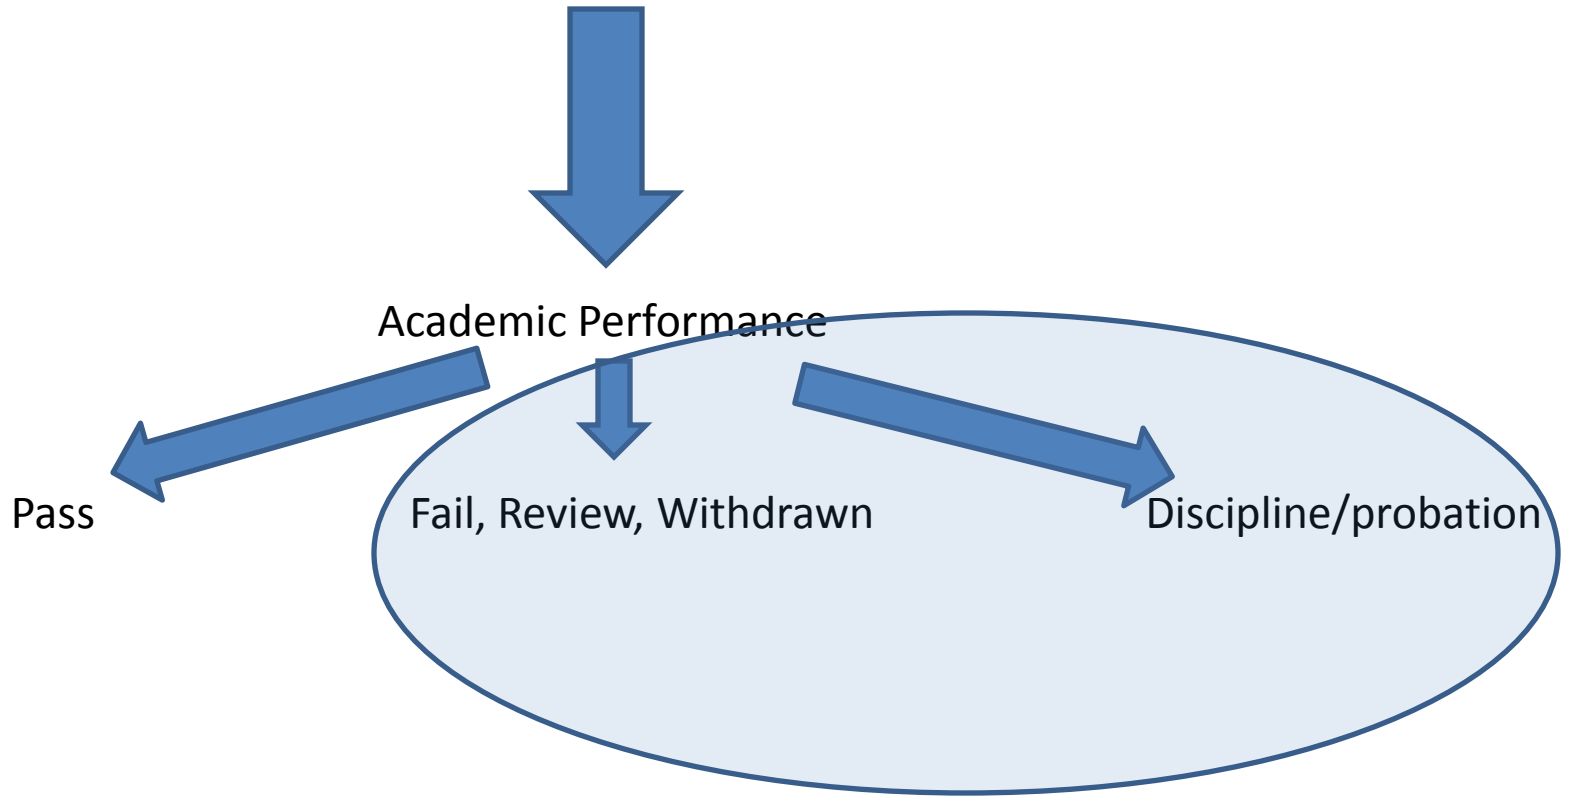 Academic Performance
Pass
Fail, Review, Withdrawn
Discipline/probation